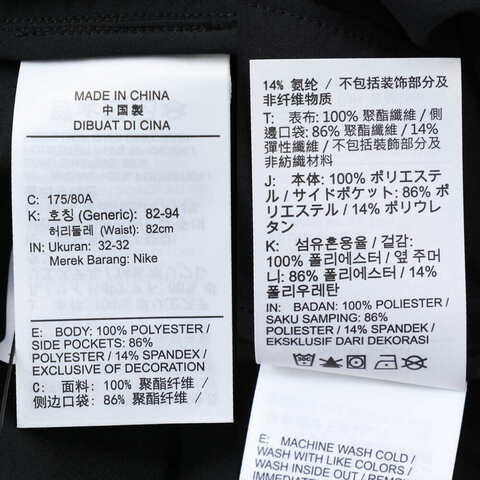 MADE IN CHINA
中国製
DIBUAT DI CINA
C: 175/80A
K: 호칭 (Generic): 82-94
허리둘레 (Waist): 82cm
IN: Ukuran: 32-32
Merek Barang: Nike
E: BODY: 100% POLYESTER /
SIDE POCKETS: 86%
POLYESTER / 14% SPANDEX /
EXCLUSIVE OF DECORATION
C: 面料: 100% 聚酯纤维 /
侧边口袋: 86% 聚酯纤维 /
14% 氨纶 / 不包括装饰部分及
非纤维物质
T: 表布: 100% 聚酯纖維 / 側
邊口袋: 86% 聚酯纖維 / 14%
彈性纖維 / 不包括裝飾部分及
非紡織材料
J: 本体: 100% ポリエステ
ル / サイドポケット: 86% ポ
リエステル / 14% ポリウレ
タン
K: 섬유혼용율 / 겉감:
100% 폴리에스터 / 옆 주머
니: 86% 폴리에스터 / 14%
폴리우레탄
IN: BADAN: 100% POLIESTER /
SAKU SAMPING: 86%
POLIESTER / 14% SPANDEK /
EKSKLUSIF DARI DEKORASI
E: MACHINE WASH COLD /
WASH WITH LIKE COLORS /
WASH INSIDE OUT / REMOVE